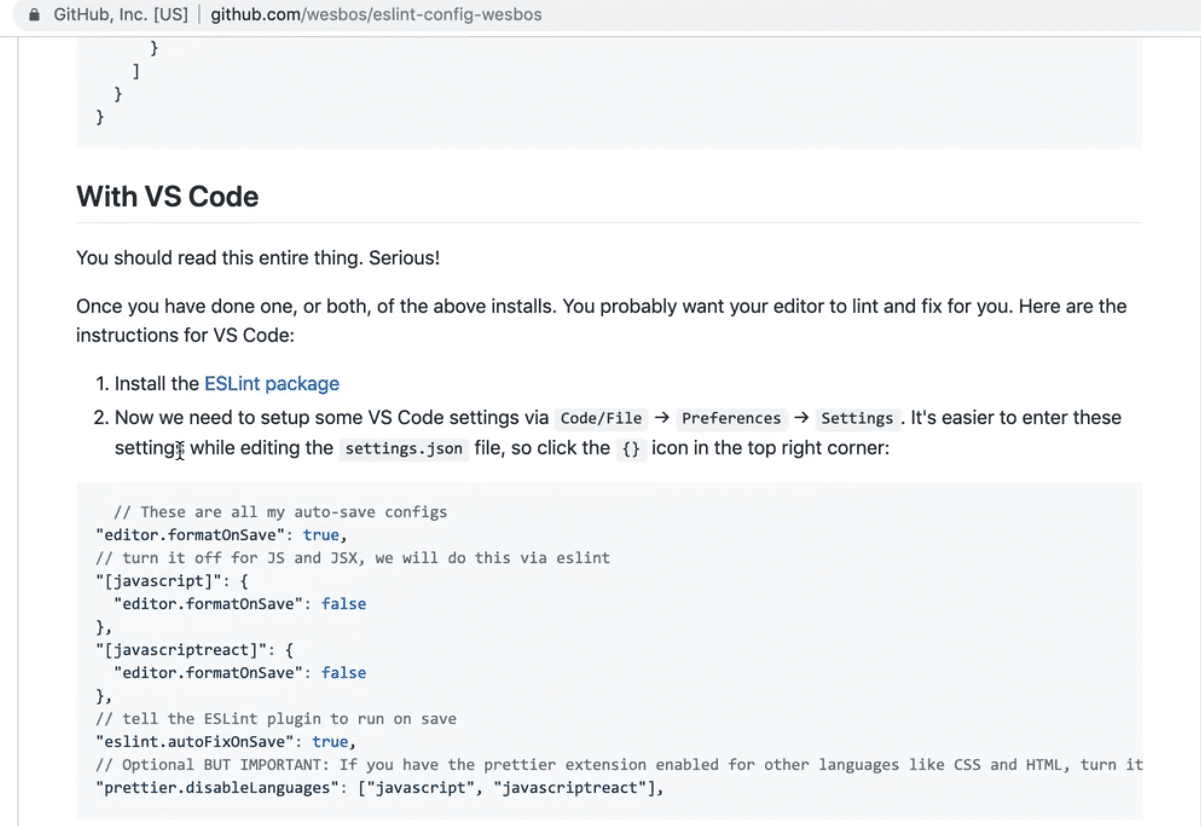 GitHub, Inc. [US] | github.com/wesbos/eslint-config-wesbos
}
]
}
}
With VS Code
You should read this entire thing. Serious!
Once you have done one, or both, of the above installs. You probably want your editor to lint and fix for you. Here are the
instructions for VS Code:
1. Install the ESLint package
2. Now we need to setup some VS Code settings via Code/File → Preferences → Settings . It's easier to enter these
settings while editing the settings.json file, so click the {} icon in the top right corner:
// These are all my auto-save configs
"editor.formatOnSave": true,
// turn it off for JS and JSX, we will do this via eslint
"[javascript]": {
"editor.formatOnSave": false
},
"[javascriptreact]": {
"editor.formatOnSave": false
},
// tell the ESLint plugin to run on save
"eslint.autoFixOnSave": true,
// Optional BUT IMPORTANT: If you have the prettier extension enabled for other languages like CSS and HTML, turn it
"prettier.disableLanguages": ["javascript", "javascriptreact"],